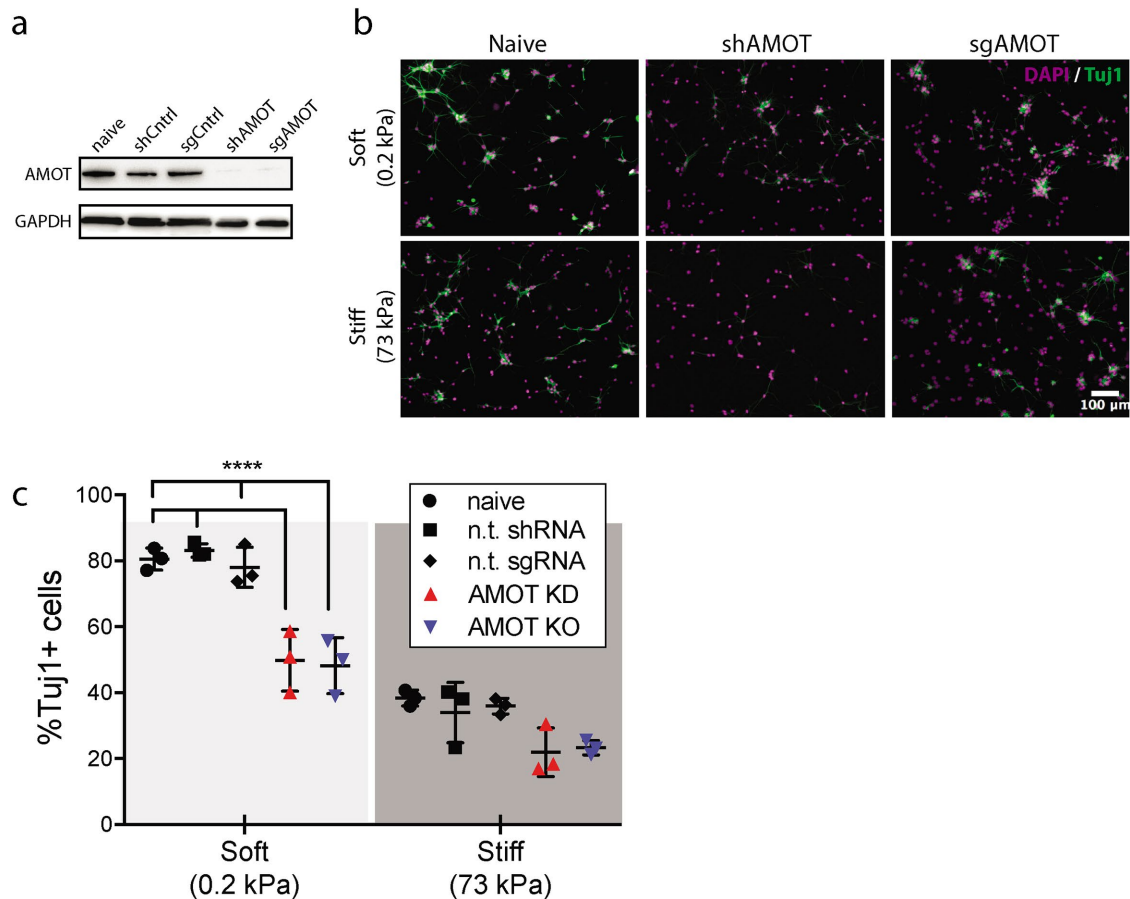 a
naive
shCntrl
sgCntrl
shAMOT
sgAMOT
AMOT
GAPDH
b
Naive
shAMOT
sgAMOT
DAPI / Tuj1
Soft
(0.2 kPa)
Stiff
(73 kPa)
100 µm
c
****
naive
n.t. shRNA
n.t. sgRNA
AMOT KD
AMOT KO
%Tuj1+ cells
100
80
60
40
20
0
Soft
(0.2 kPa)
Stiff
(73 kPa)